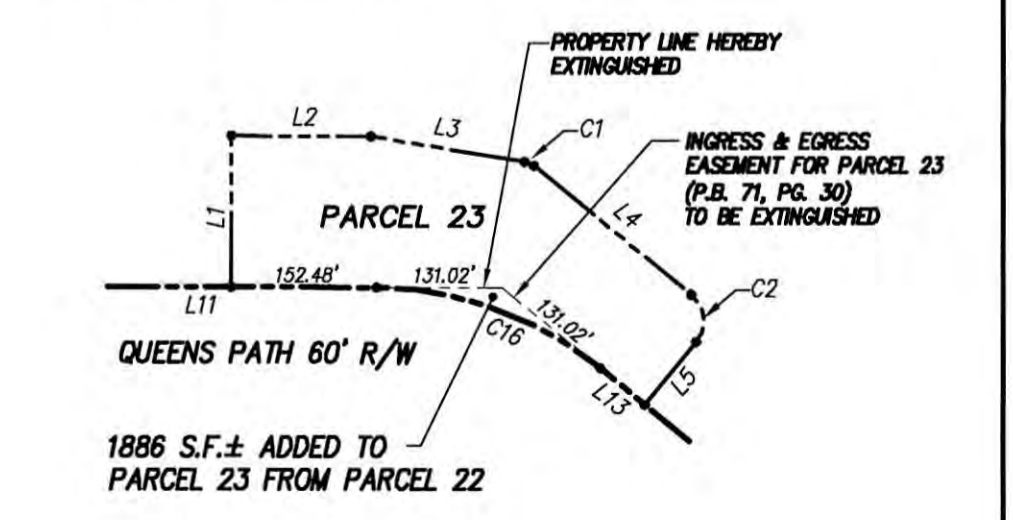 PROPERTY LINE HEREBY
EXTINGUISHED
L2
L3
C1
INGRESS & EGRESS
EASEMENT FOR PARCEL 23
(P.B. 71, PG. 30)
TO BE EXTINGUISHED
L1
PARCEL 23
L4
152.48'
131.02'
C2
L11
131.02'
C16
QUEENS PATH 60' R/W
L5
L13
1886 S.F.± ADDED TO
PARCEL 23 FROM PARCEL 22